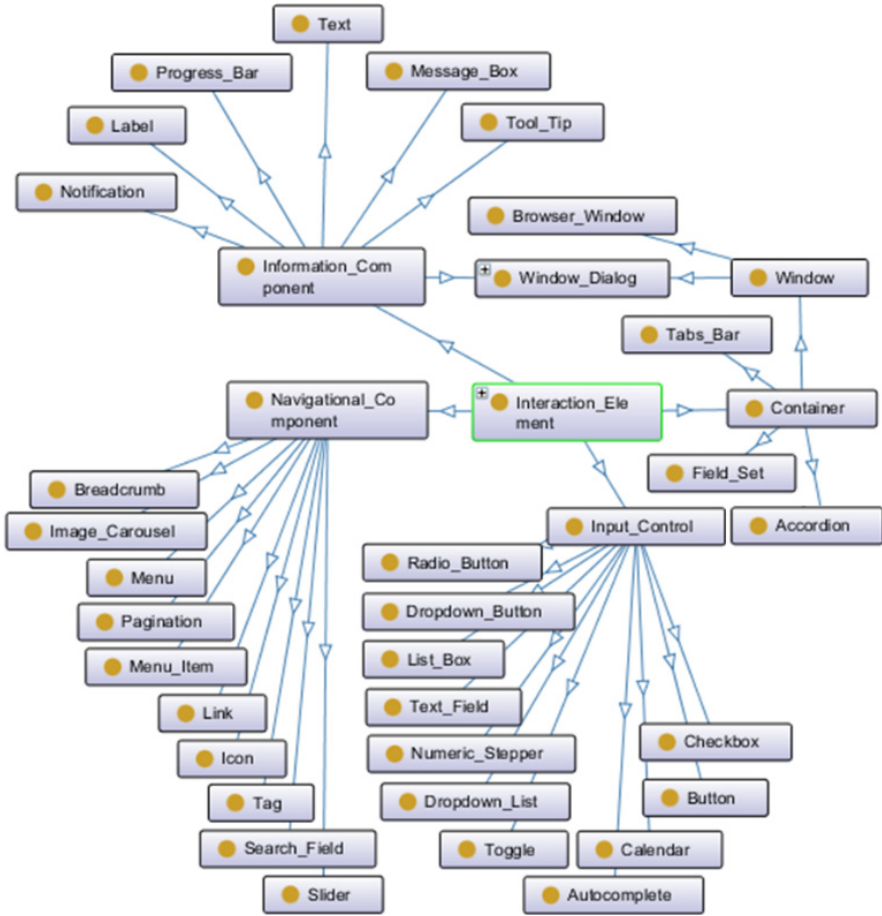 Text
Progress_Bar
Message_Box
Label
Tool_Tip
Notification
Browser_Window
Information_Com
ponent
Window_Dialog
Window
Tabs_Bar
Navigational_Co
mponent
Interaction_Ele
ment
Container
Field_Set
Breadcrumb
Image_Carousel
Input_Control
Accordion
Radio_Button
Menu
Dropdown_Button
Pagination
List_Box
Menu_Item
Text_Field
Link
Checkbox
Numeric_Stepper
Icon
Button
Dropdown_List
Tag
Search_Field
Toggle
Calendar
Slider
Autocomplete